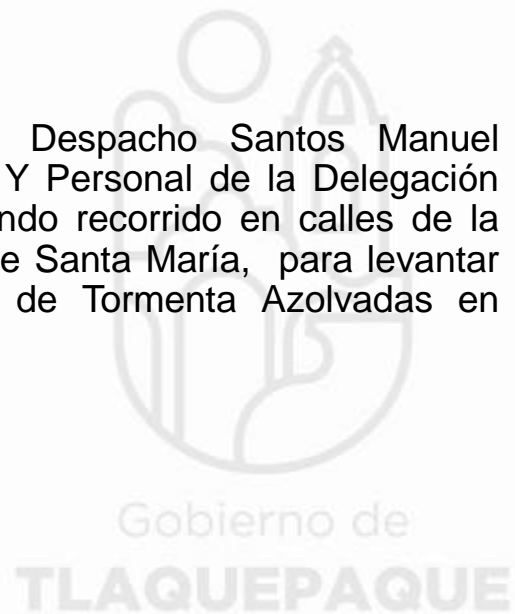 Despacho Santos Manuel
Y Personal de la Delegación
ndo recorrido en calles de la
e Santa María, para levantar
de Tormenta Azolvadas en
Gobierno de
TLAQUEPAQUE